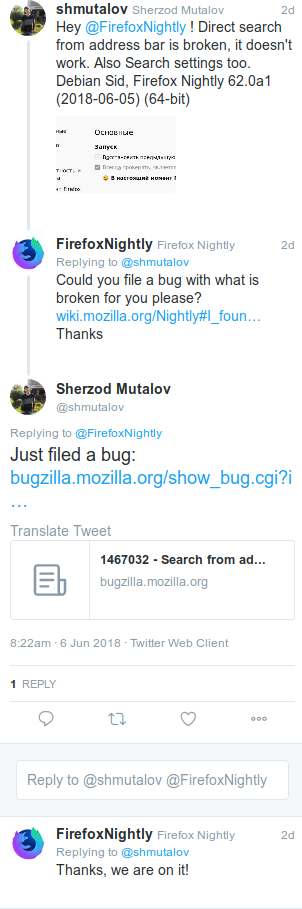 shmutalov Sherzod Mutalov 2d
Hey @FirefoxNightly ! Direct search
from address bar is broken, it doesn't
work. Also Search settings too.
Debian Sid, Firefox Nightly 62.0a1
(2018-06-05) (64-bit)
ные
Основные
Запуск
тность и
Всегда проверять, является
В настоящий момент
FirefoxNightly Firefox Nightly 2d
Replying to @shmutalov
Could you file a bug with what is
broken for you please?
wiki.mozilla.org/Nightly#I_foun…
Thanks
Sherzod Mutalov
@shmutalov
Replying to @FirefoxNightly
Just filed a bug:
bugzilla.mozilla.org/show_bug.cgi?i
…
Translate Tweet
1467032 - Search from ad…
bugzilla.mozilla.org
8:22am · 6 Jun 2018 · Twitter Web Client
1 REPLY
Reply to @shmutalov @FirefoxNightly
FirefoxNightly Firefox Nightly 2d
Replying to @shmutalov
Thanks, we are on it!